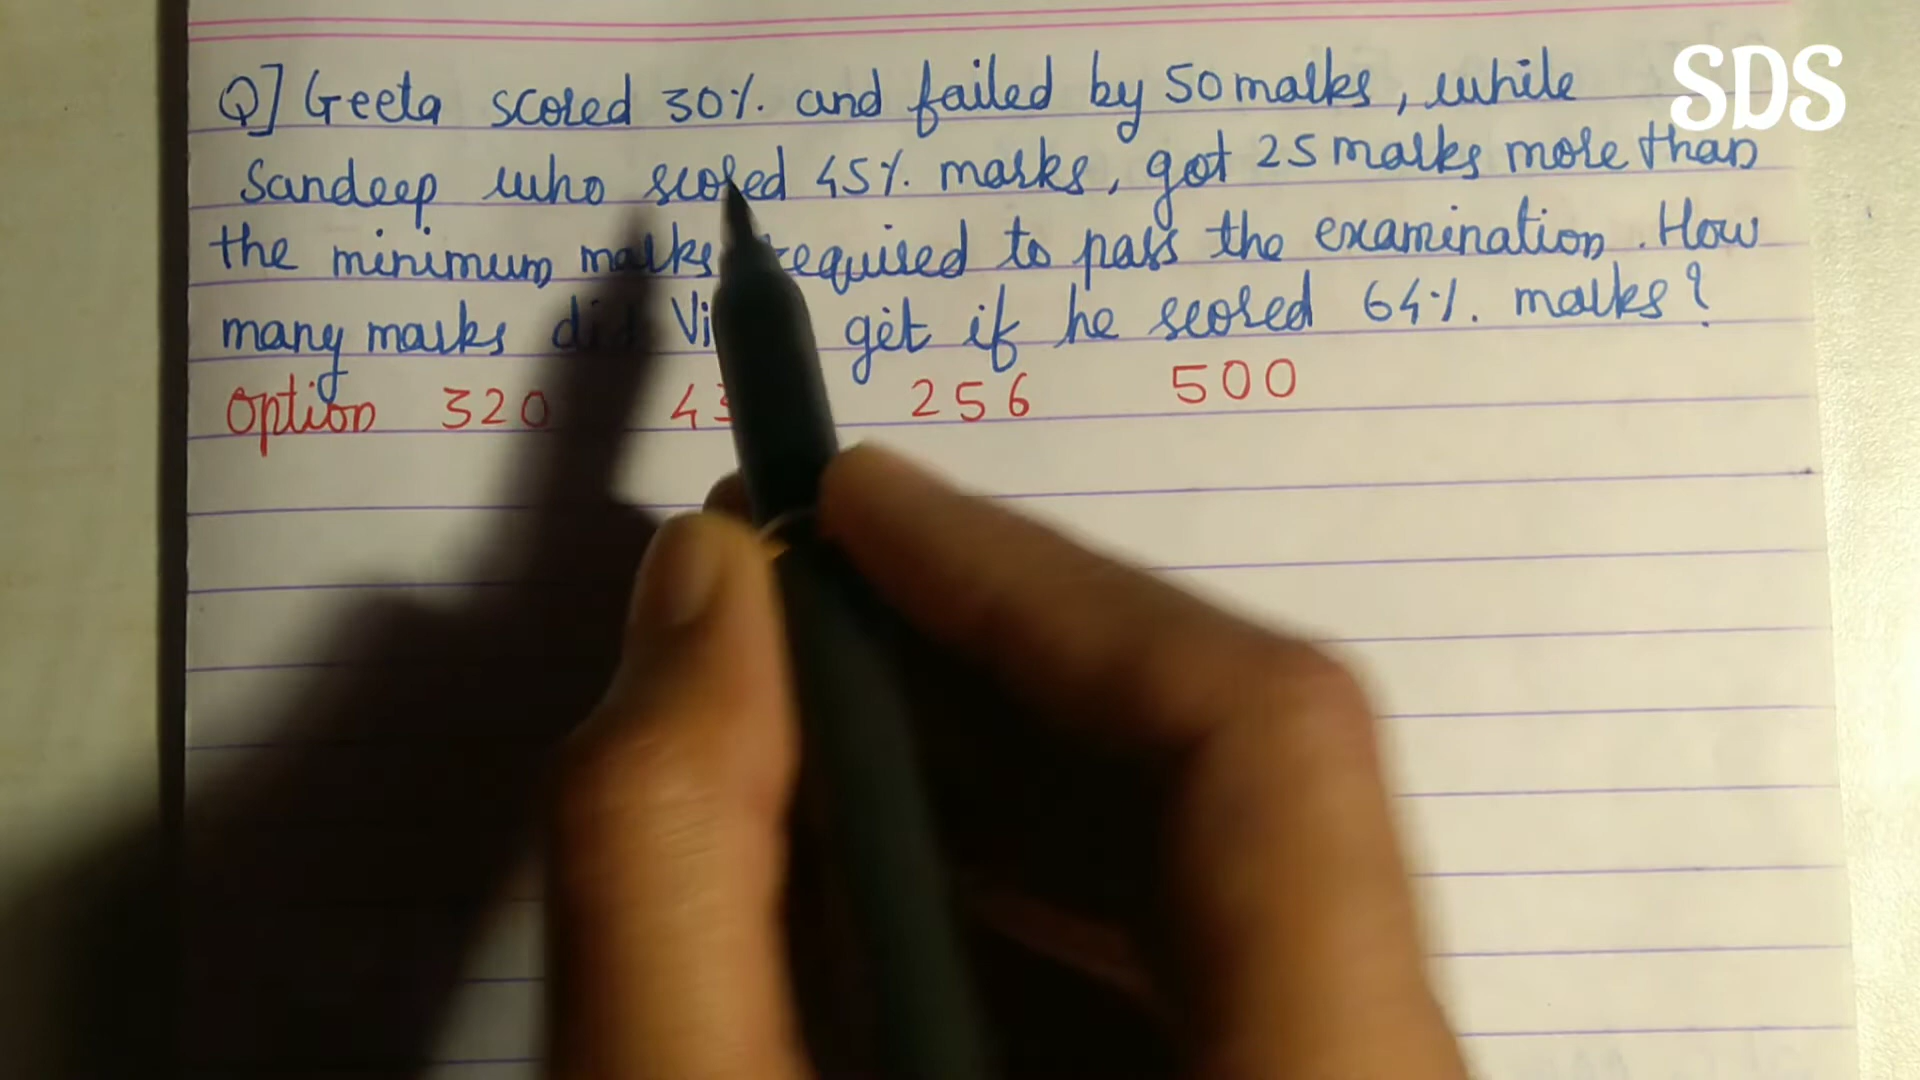 Q] Geeta scored 30%. and failed by 50 marks, while
SDS
Sandeep who scored 45%. marks, got 25 marks more than
the minimum marks required to pass the examination. How
many marks did get if he scored 64%. marks?
Option 320 256 500